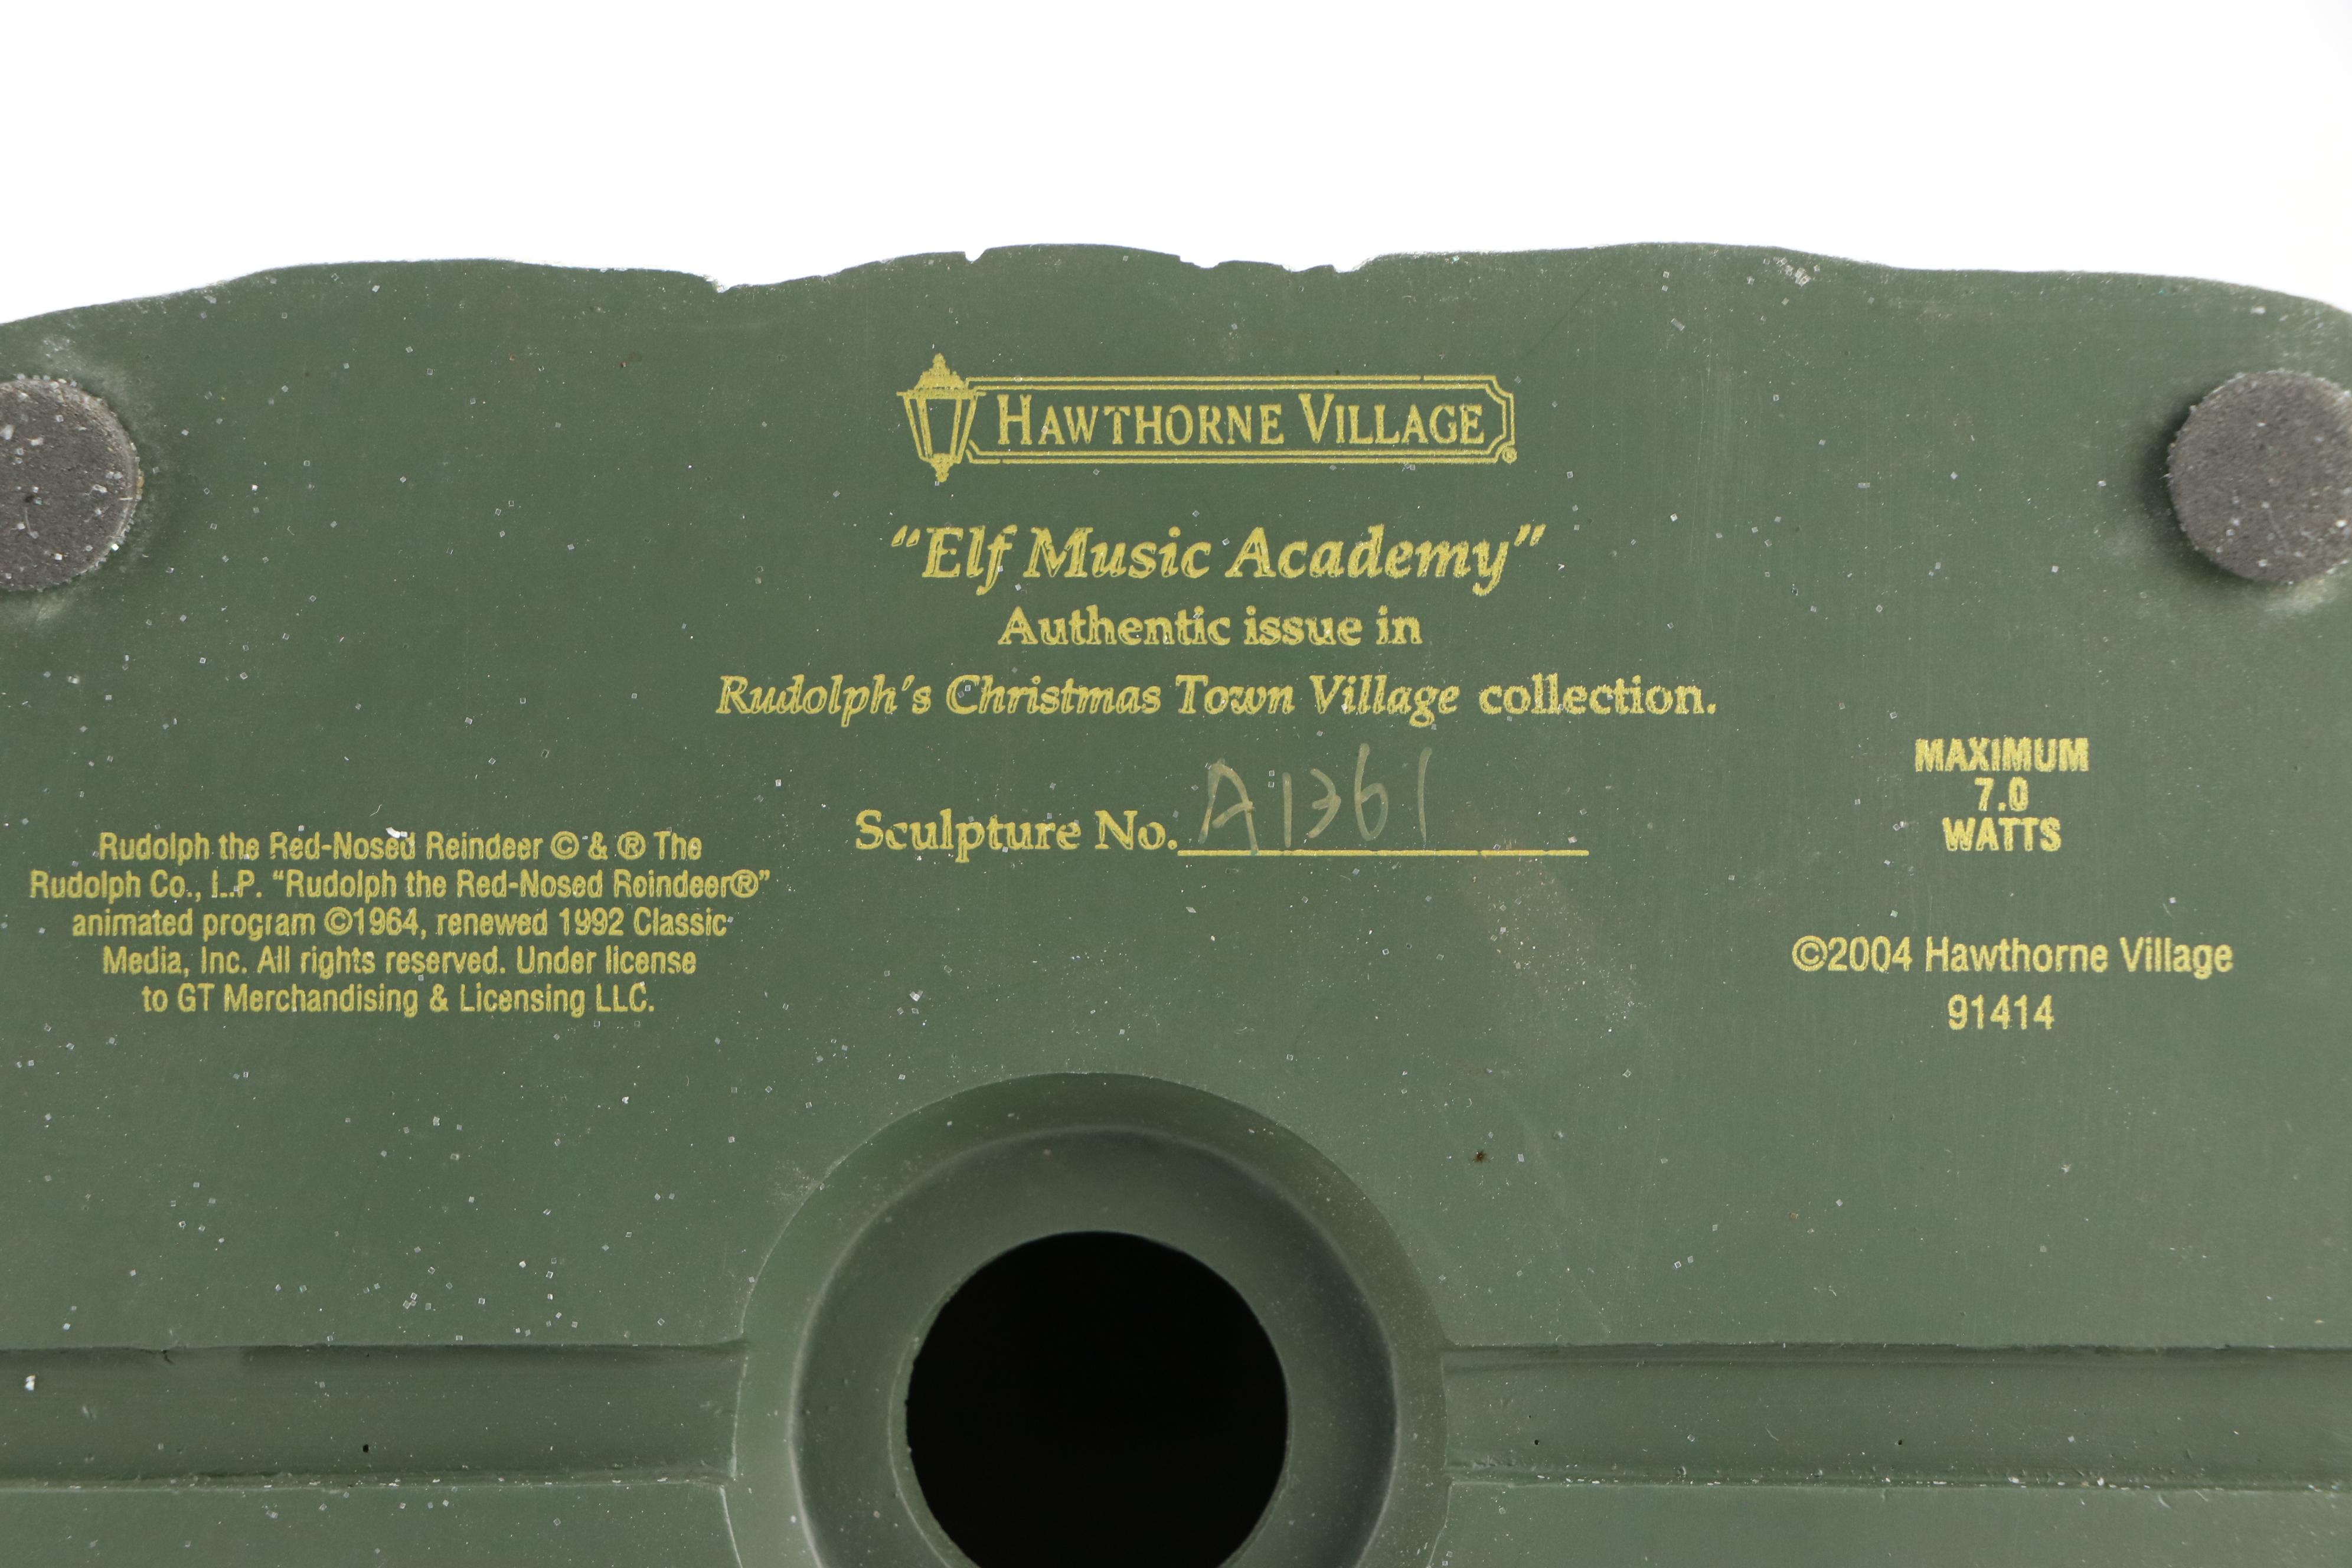 HAWTHORNE VILLAGE®
“Elf Music Academy”
Authentic issue in
Rudolph's Christmas Town Village collection.
Sculpture No. A1361
Rudolph the Red-Nosed Reindeer © & ® The
Rudolph Co., L.P. “Rudolph the Red-Nosed Reindeer®”
animated program ©1964, renewed 1992 Classic
Media, Inc. All rights reserved. Under license
to GT Merchandising & Licensing LLC.
MAXIMUM
7.0
WATTS
©2004 Hawthorne Village
91414